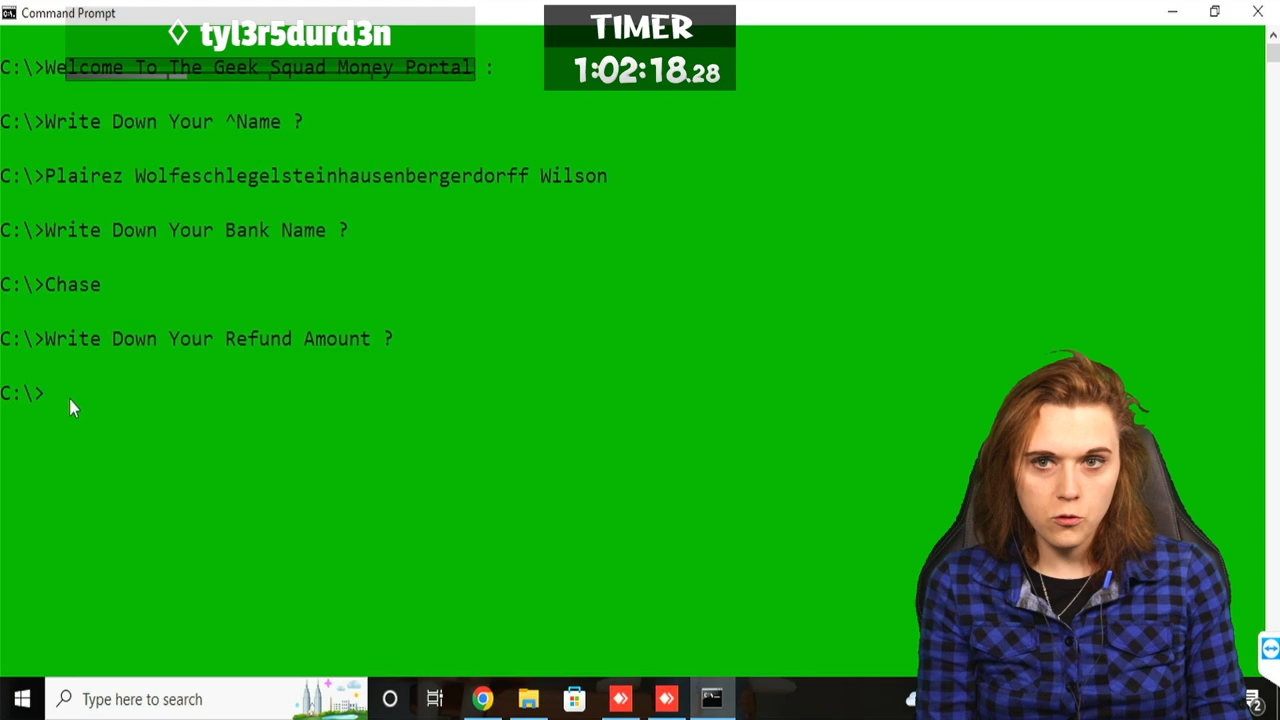 Command Prompt
◊ tyl3r5durd3n
TIMER
1:02:18.28
C:\>Welcome To The Geek Squad Money Portal :
C:\>Write Down Your ^Name ?
C:\>Plairez Wolfeschlegelsteinhausenbergerdorff Wilson
C:\>Write Down Your Bank Name ?
C:\>Chase
C:\>Write Down Your Refund Amount ?
C:\>
Type here to search
2